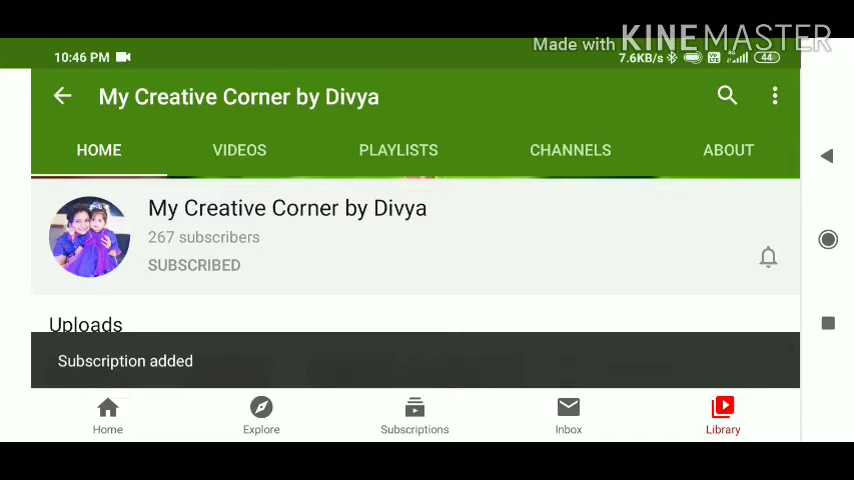 Made with KINEMASTER
10:46 PM 7.6KB/s 44
My Creative Corner by Divya
HOME VIDEOS PLAYLISTS CHANNELS ABOUT
My Creative Corner by Divya
267 subscribers
SUBSCRIBED
Uploads
Subscription added
Home Explore Subscriptions Inbox Library